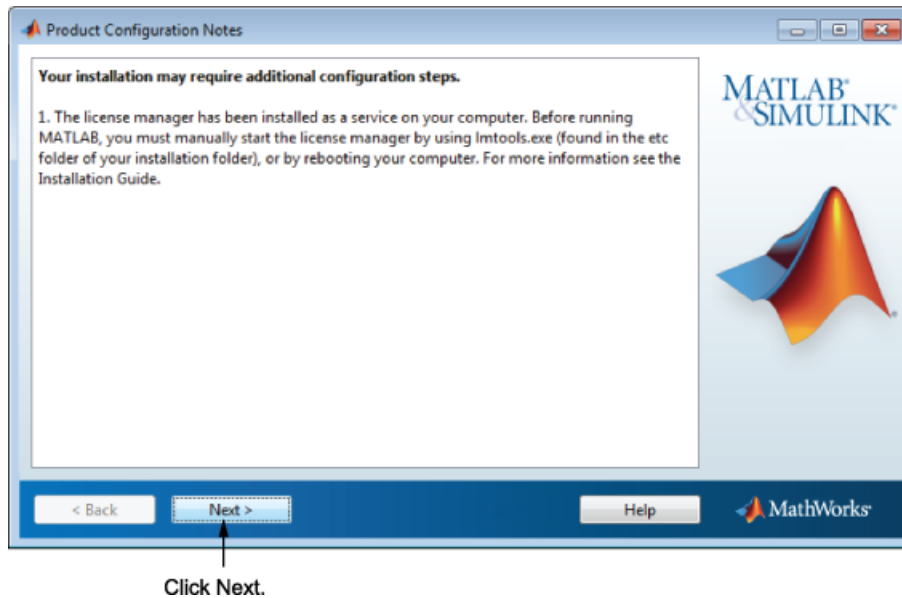 Product Configuration Notes
Your installation may require additional configuration steps.
1. The license manager has been installed as a service on your computer. Before running
MATLAB, you must manually start the license manager by using lmtools.exe (found in the etc
folder of your installation folder), or by rebooting your computer. For more information see the
Installation Guide.
MATLAB®
&SIMULINK®
< Back
Next >
Help
MathWorks®
Click Next.